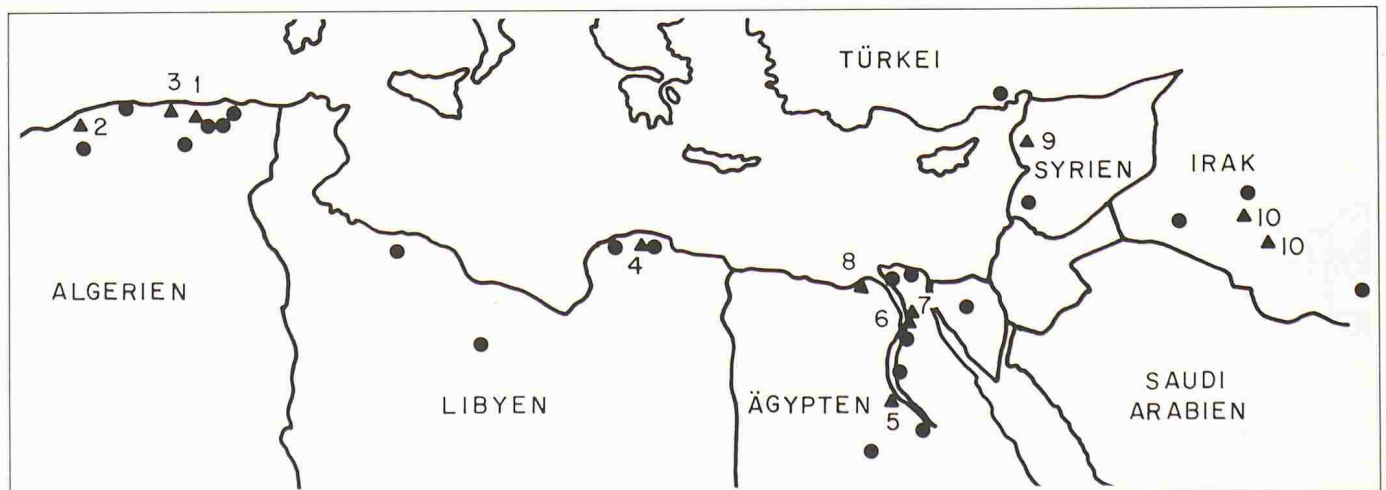 TÜRKEI
3 1
2
9
SYRIEN
IRAK
10
10
4
8
7
6
ALGERIEN
LIBYEN
ÄGYPTEN
5
SAUDI
ARABIEN